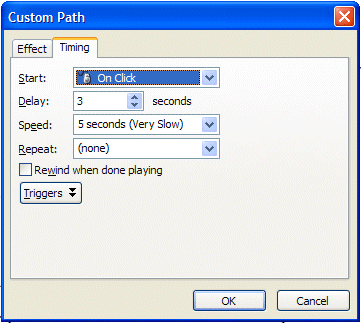 Custom Path
Effect Timing
Start: On Click
Delay: 3 seconds
Speed: 5 seconds (Very Slow)
Repeat: (none)
Rewind when done playing
Triggers
OK Cancel